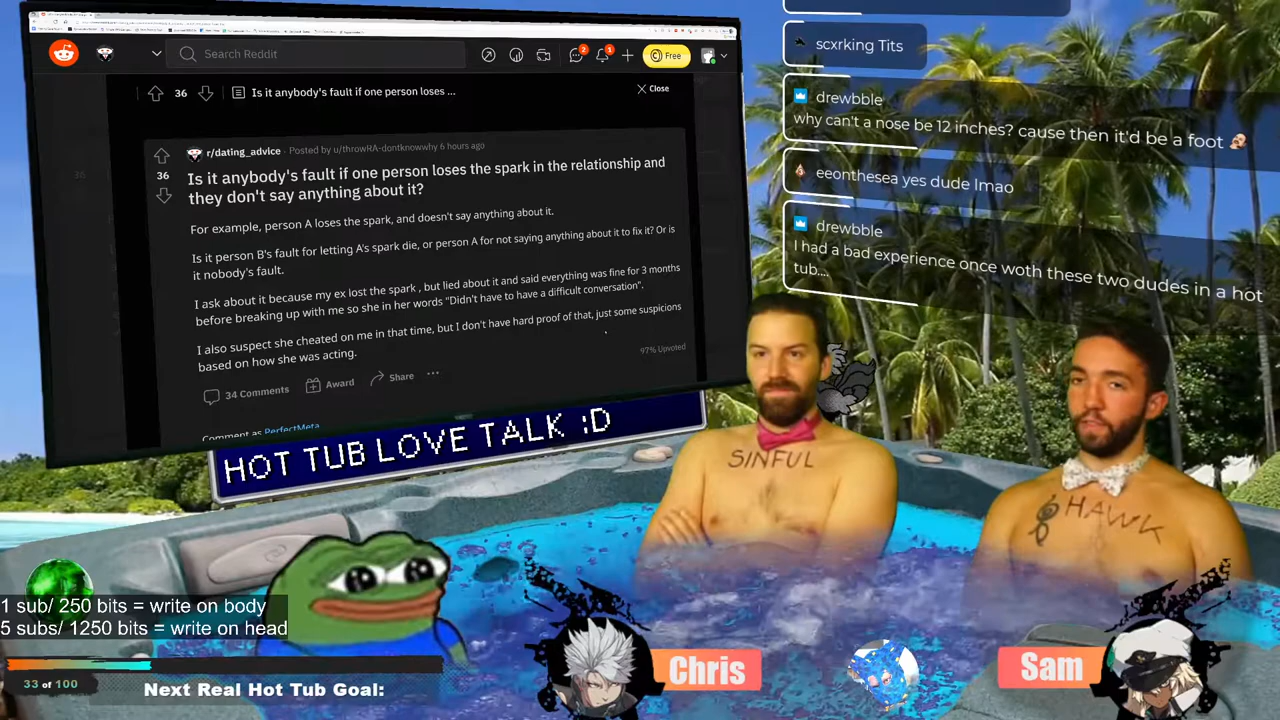 Search Reddit
2
1
Free
36
Is it anybody's fault if one person loses ...
Close
r/dating_advice · Posted by u/throwRA-dontknowwhy 6 hours ago
36
Is it anybody's fault if one person loses the spark in the relationship and
they don't say anything about it?
For example, person A loses the spark, and doesn't say anything about it.
Is it person B's fault for letting A's spark die, or person A for not saying anything about it to fix it? Or is
it nobody's fault.
I ask about it because my ex lost the spark , but lied about it and said everything was fine for 3 months
before breaking up with me so she in her words "Didn't have to have a difficult conversation".
I also suspect she cheated on me in that time, but I don't have hard proof of that, just some suspicions
based on how she was acting.
97% Upvoted
34 Comments
Award
Share
Comment as PerfectMeta
HOT TUB LOVE TALK :D
scxrking Tits
drewbble
why can't a nose be 12 inches? cause then it'd be a foot
eeonthesea yes dude lmao
drewbble
I had a bad experience once woth these two dudes in a hot
tub....
SINFUL
HAWK
1 sub/ 250 bits = write on body
5 subs/ 1250 bits = write on head
33 of 100
Next Real Hot Tub Goal:
Chris
Sam